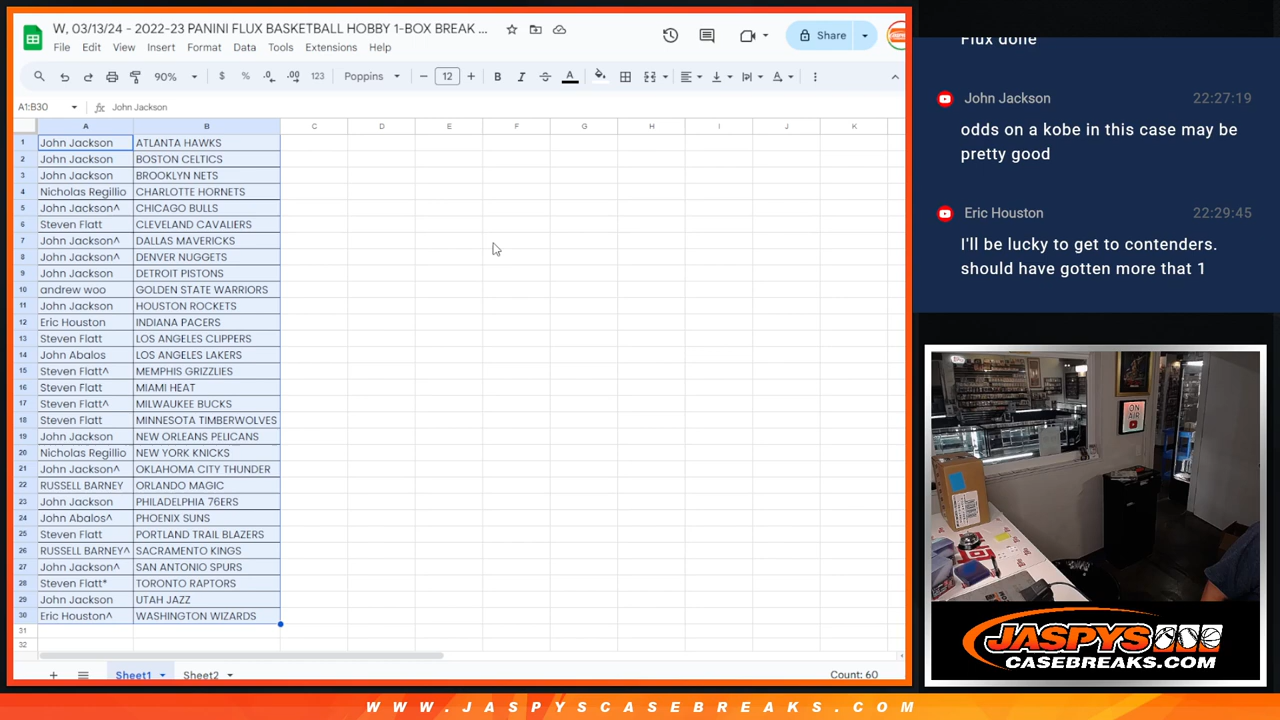 W, 03/13/24 - 2022-23 PANINI FLUX BASKETBALL HOBBY 1-BOX BREAK ...
File Edit View Insert Format Data Tools Extensions Help
Share
90% $ % .0 .00 123 Poppins 12 B I A
A1:B30 fx John Jackson
A B C D E F G H I J K
1 John Jackson ATLANTA HAWKS
2 John Jackson BOSTON CELTICS
3 John Jackson BROOKLYN NETS
4 Nicholas Regillio CHARLOTTE HORNETS
5 John Jackson^ CHICAGO BULLS
6 Steven Flatt CLEVELAND CAVALIERS
7 John Jackson^ DALLAS MAVERICKS
8 John Jackson^ DENVER NUGGETS
9 John Jackson DETROIT PISTONS
10 andrew woo GOLDEN STATE WARRIORS
11 John Jackson HOUSTON ROCKETS
12 Eric Houston INDIANA PACERS
13 Steven Flatt LOS ANGELES CLIPPERS
14 John Abalos LOS ANGELES LAKERS
15 Steven Flatt^ MEMPHIS GRIZZLIES
16 Steven Flatt MIAMI HEAT
17 Steven Flatt^ MILWAUKEE BUCKS
18 Steven Flatt MINNESOTA TIMBERWOLVES
19 John Jackson NEW ORLEANS PELICANS
20 Nicholas Regillio NEW YORK KNICKS
21 John Jackson^ OKLAHOMA CITY THUNDER
22 RUSSELL BARNEY ORLANDO MAGIC
23 John Jackson PHILADELPHIA 76ERS
24 John Abalos^ PHOENIX SUNS
25 Steven Flatt PORTLAND TRAIL BLAZERS
26 RUSSELL BARNEY^ SACRAMENTO KINGS
27 John Jackson^ SAN ANTONIO SPURS
28 Steven Flatt* TORONTO RAPTORS
29 John Jackson UTAH JAZZ
30 Eric Houston^ WASHINGTON WIZARDS
31
32
Sheet1 Sheet2 Count: 60
Flux done
John Jackson 22:27:19
odds on a kobe in this case may be
pretty good
Eric Houston 22:29:45
I'll be lucky to get to contenders.
should have gotten more that 1
ON
AIR
JASPYS
CASEBREAKS.COM
WWW.JASPYSCASEBREAKS.COM